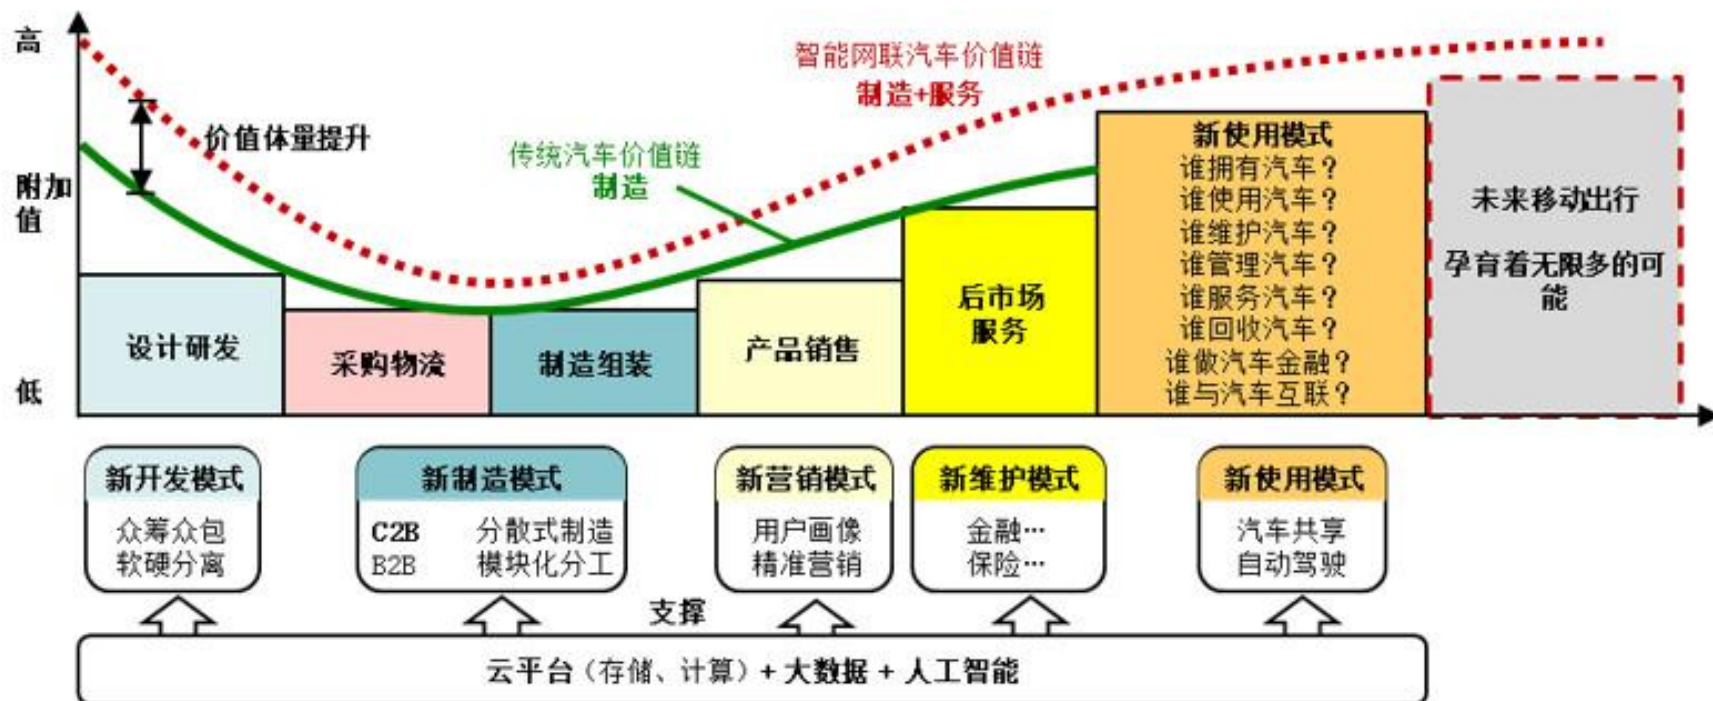 高
附加
值
低
价值体量提升
传统汽车价值链
制造
智能网联汽车价值链
制造+服务
设计研发
采购物流
制造组装
产品销售
后市场
服务
新使用模式
谁拥有汽车？
谁使用汽车？
谁维护汽车？
谁管理汽车？
谁服务汽车？
谁回收汽车？
谁做汽车金融？
谁与汽车互联？
未来移动出行
孕育着无限多的可
能
新开发模式
众筹众包
软硬分离
新制造模式
C2B 分散式制造
B2B 模块化分工
新营销模式
用户画像
精准营销
新维护模式
金融…
保险…
新使用模式
汽车共享
自动驾驶
支撑
云平台（存储、计算）+ 大数据 + 人工智能